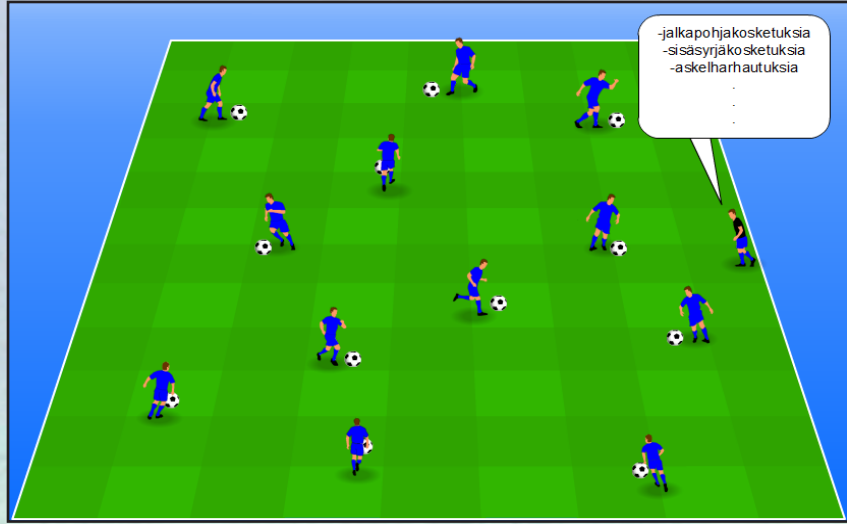 -jalkapohjakosketuksia
-sisäsyrjäkosketuksia
-askelharhautuksia
.
.
.